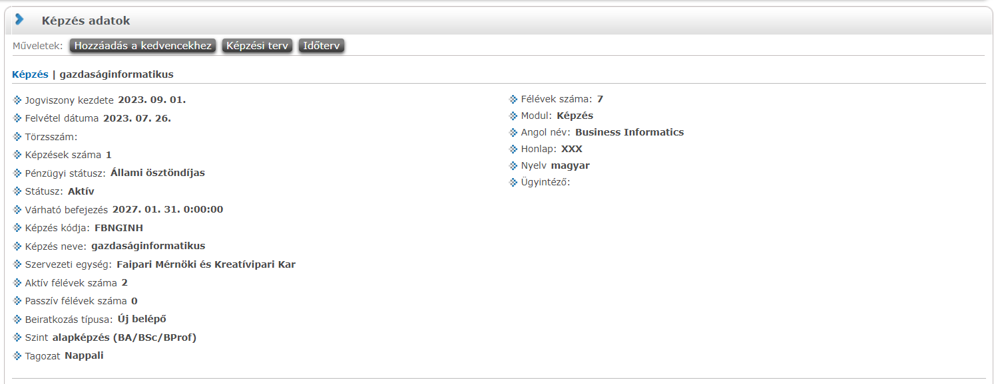 Képzés adatok
Műveletek: Hozzáadás a kedvencekhez Képzési terv Időterv
Képzés | gazdaságinformatikus
Jogviszony kezdete 2023. 09. 01.
Felvétel dátuma 2023. 07. 26.
Törzsszám:
Képzések száma 1
Pénzügyi státusz: Állami ösztöndíjas
Státusz: Aktív
Várható befejezés 2027. 01. 31. 0:00:00
Képzés kódja: FBNGINH
Képzés neve: gazdaságinformatikus
Szervezeti egység: Faipari Mérnöki és Kreatívipari Kar
Aktív félévek száma 2
Passzív félévek száma 0
Beiratkozás típusa: Új belépő
Szint alapképzés (BA/BSc/BProf)
Tagozat Nappali
Félévek száma: 7
Modul: Képzés
Angol név: Business Informatics
Honlap: XXX
Nyelv magyar
Ügyintéző: